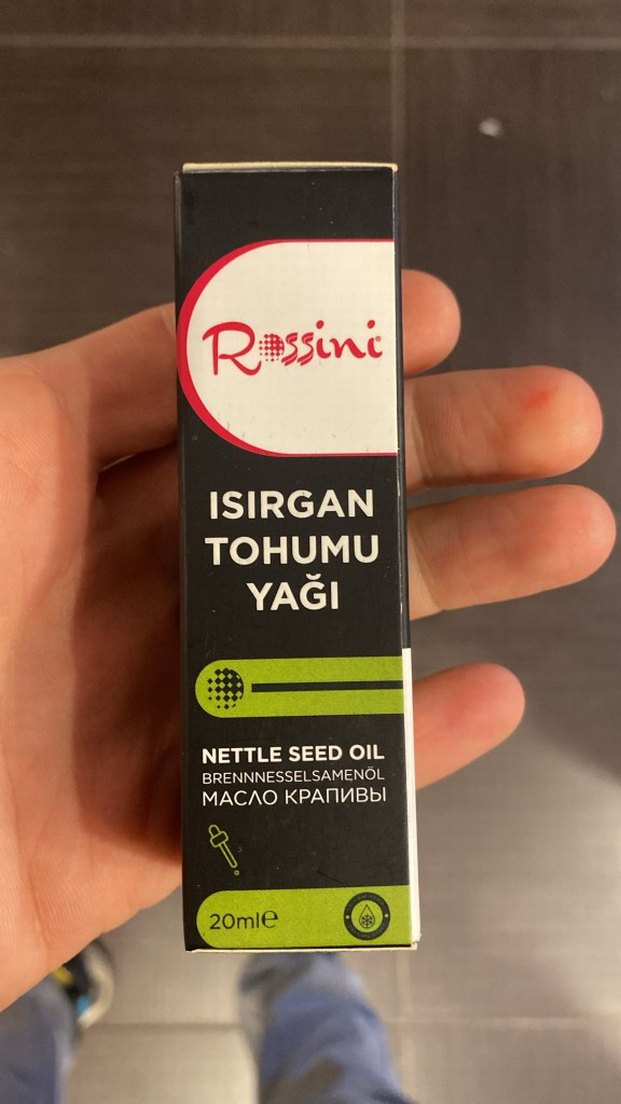 Rossini
ISIRGAN
TOHUMU
YAĞI
NETTLE SEED OIL
BRENNNESSELSAMENÖL
МАСЛО КРАПИВЫ
20ml℮